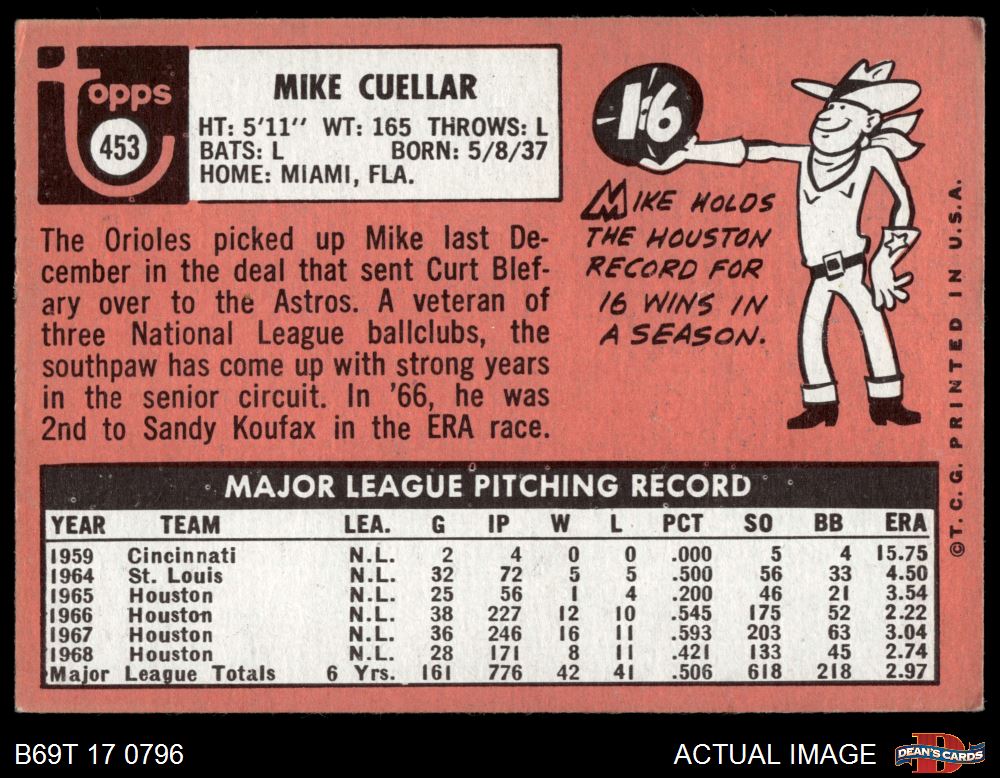 Topps
453
MIKE CUELLAR
HT: 5'11" WT: 165 THROWS: L
BATS: L BORN: 5/8/37
HOME: MIAMI, FLA.
The Orioles picked up Mike last De-
cember in the deal that sent Curt Blef-
ary over to the Astros. A veteran of
three National League ballclubs, the
southpaw has come up with strong years
in the senior circuit. In '66, he was
2nd to Sandy Koufax in the ERA race.
16
MIKE HOLDS
THE HOUSTON
RECORD FOR
16 WINS IN
A SEASON.
©T.C.G. PRINTED IN U.S.A.
MAJOR LEAGUE PITCHING RECORD
YEAR TEAM LEA. G IP W L PCT SO BB ERA
1959 Cincinnati N.L. 2 4 0 0 .000 5 4 15.75
1964 St. Louis N.L. 32 72 5 5 .500 56 33 4.50
1965 Houston N.L. 25 56 1 4 .200 46 21 3.54
1966 Houston N.L. 38 227 12 10 .545 175 52 2.22
1967 Houston N.L. 36 246 16 11 .593 203 63 3.04
1968 Houston N.L. 28 171 8 11 .421 133 45 2.74
Major League Totals 6 Yrs. 161 776 42 41 .506 618 218 2.97
B69T 17 0796
ACTUAL IMAGE
DEAN'S CARDS